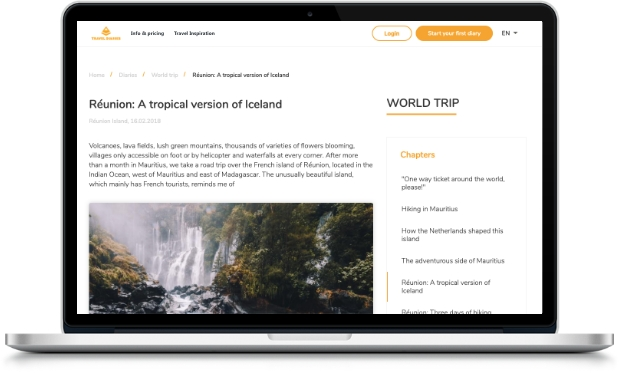 TRAVEL DIARIES
Info & pricing
Travel Inspiration
Login
Start your first diary
EN
Home / Diaries / World trip / Réunion: A tropical version of Iceland
Réunion: A tropical version of Iceland
Réunion Island, 18.02.2019
Volcanoes, lava fields, lush green mountains, thousands of varieties of flowers blooming,
villages only accessible on foot or by helicopter and waterfalls at every corner. After more
than a month in Mauritius, we take a road trip over the French island of Réunion, located in the
Indian Ocean, west of Mauritius and east of Madagascar. The unusually beautiful island,
which mainly has French tourists, reminds me of
WORLD TRIP
Chapters
"One way ticket around the world,
please!"
Hiking in Mauritius
How the Netherlands shaped this
island
The adventurous side of Mauritius
Réunion: A tropical version of
Iceland
Réunion: Three days of hiking